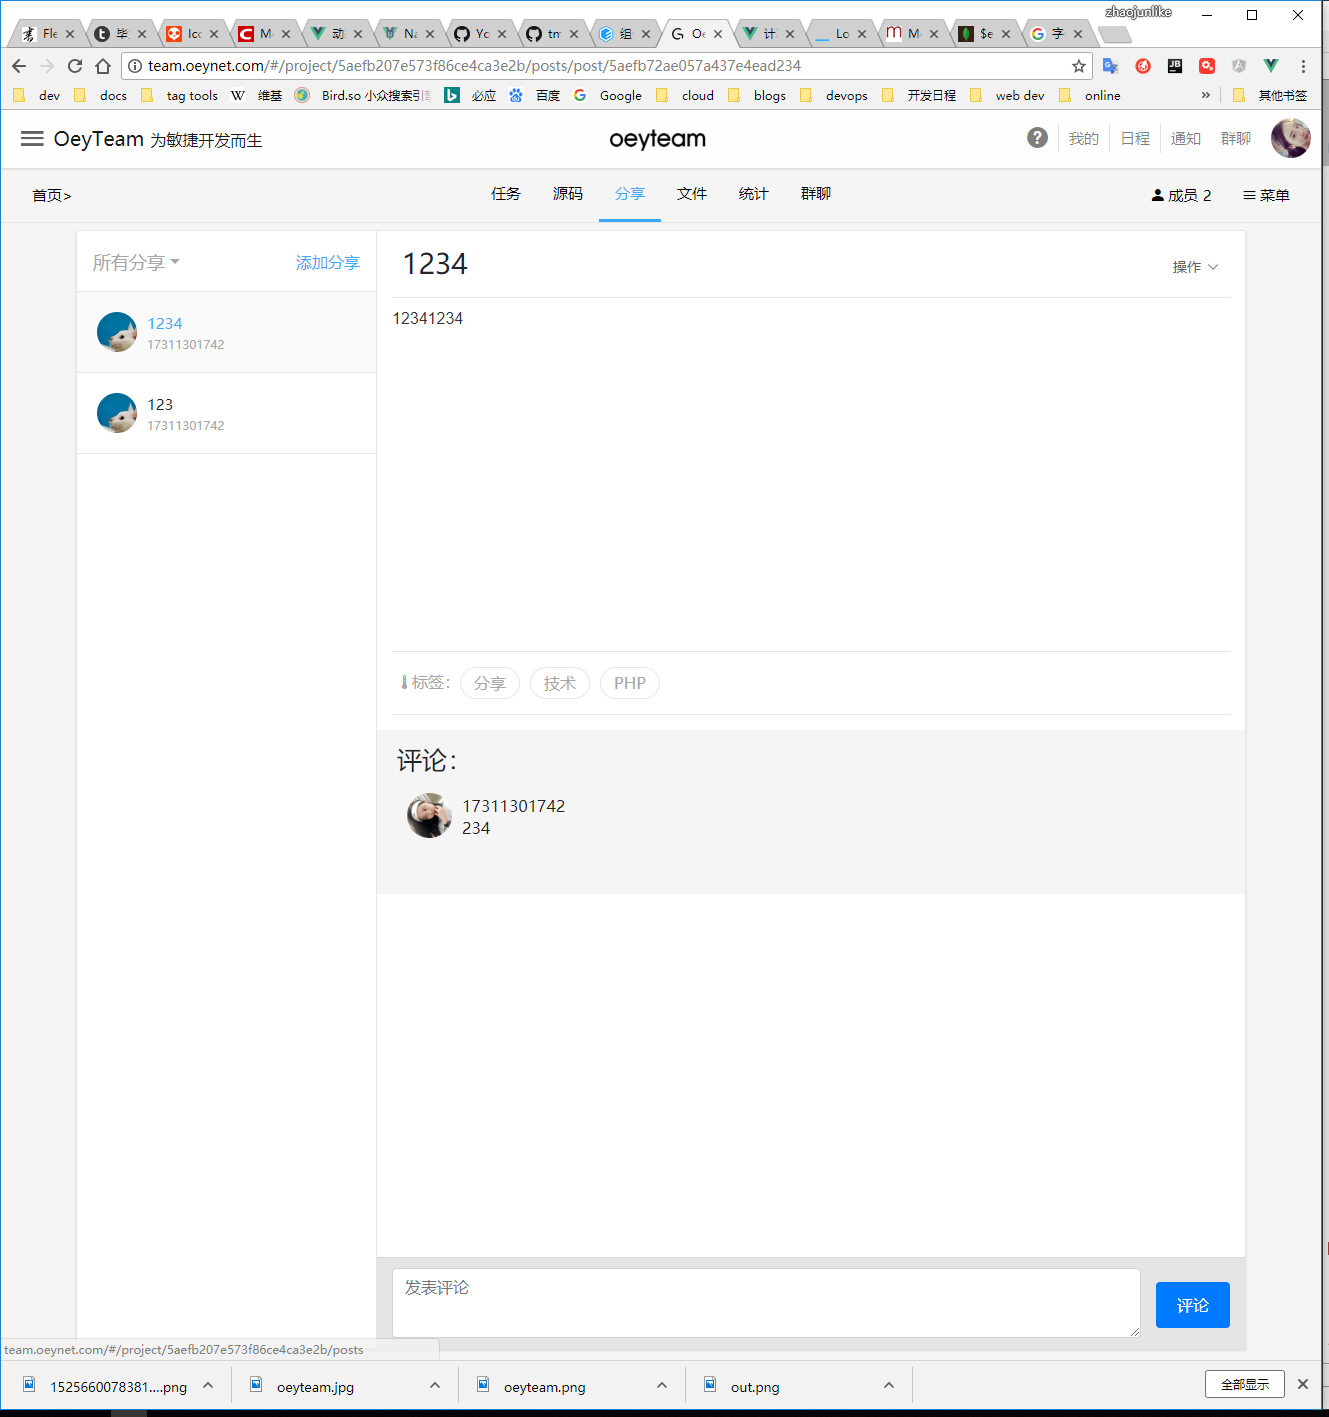 zhaojunlike
Fle
毕
Ico
M
动
Na
Yo
tm
组
Oe
计
Lo
M
$e
字
team.oeynet.com/#/project/5aefb207e573f86ce4ca3e2b/posts/post/5aefb72ae057a437e4ead234
dev docs tag tools 维基 Bird.so 小众搜索引 必应 百度 Google cloud blogs devops 开发日程 web dev online » 其他书签
OeyTeam 为敏捷开发而生 oeyteam 我的 日程 通知 群聊
首页> 任务 源码 分享 文件 统计 群聊 成员 2 菜单
所有分享 添加分享
1234
17311301742
123
17311301742
1234 操作
12341234
标签： 分享 技术 PHP
评论：
17311301742
234
发表评论 评论
team.oeynet.com/#/project/5aefb207e573f86ce4ca3e2b/posts
1525660078381....png oeyteam.jpg oeyteam.png out.png 全部显示